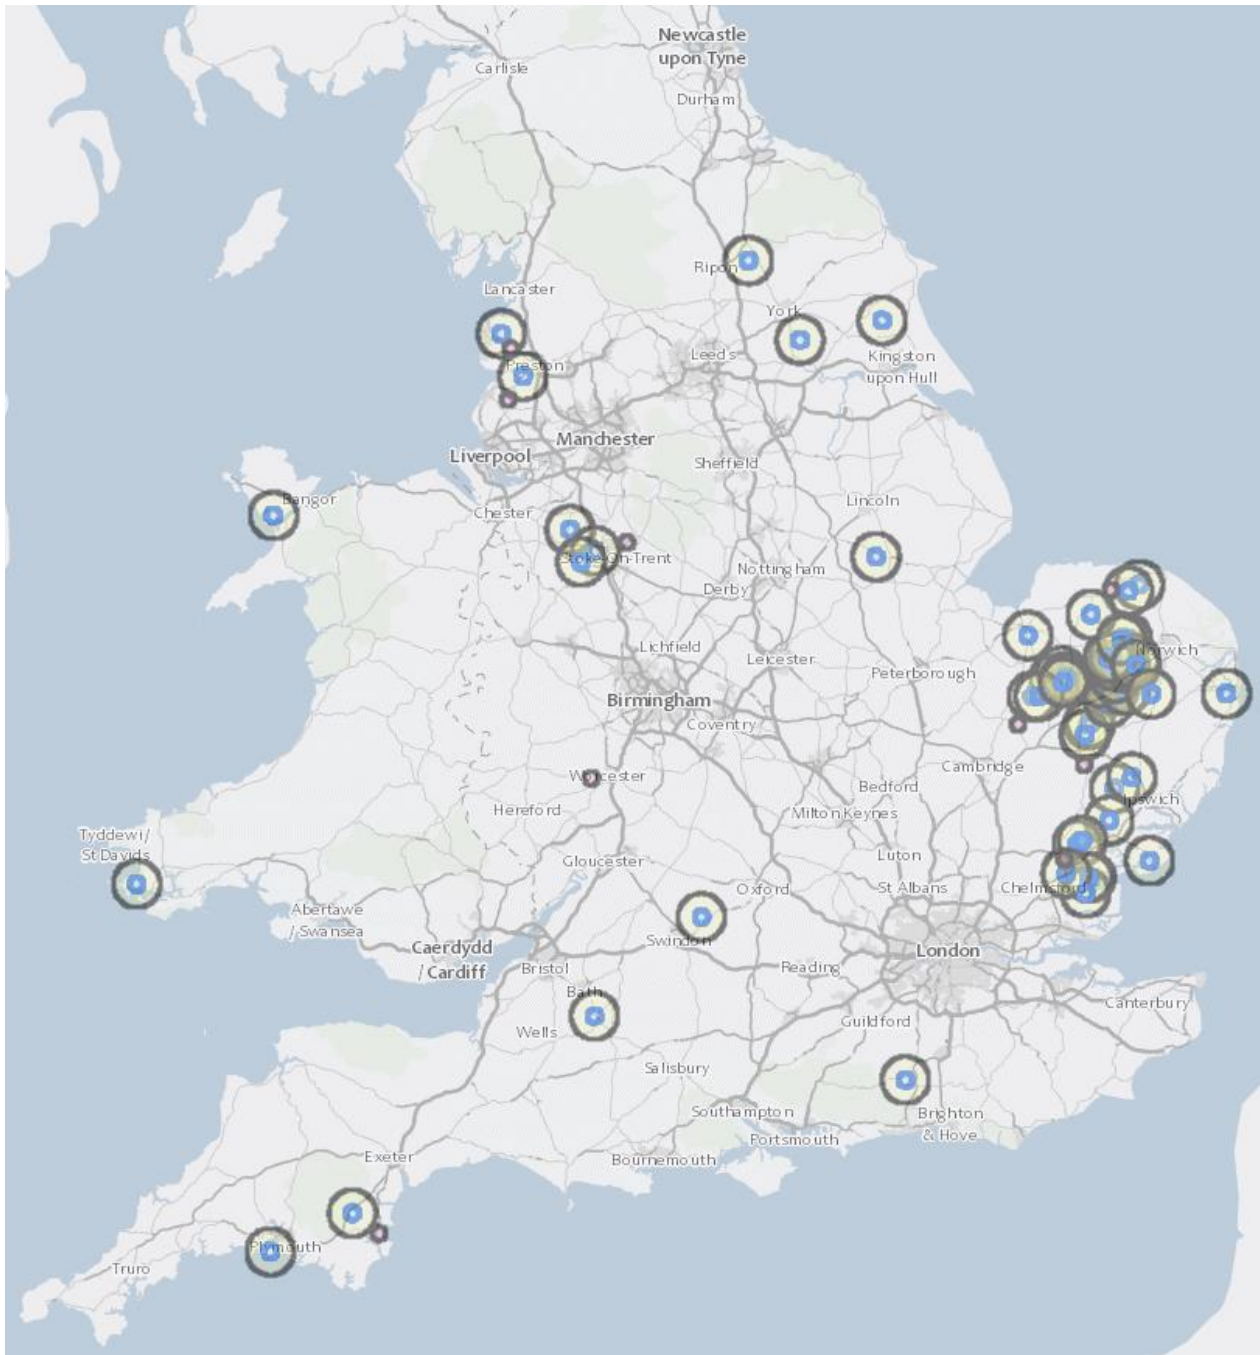 Newcastle
upon Tyne
Carlisle
Durham
Ripon
Lancaster
York
Preston
Leeds
Kingston
upon Hull
Manchester
Liverpool
Sheffield
Bangor
Lincoln
Chester
Stoke-On-Trent
Nottingham
Derby
Norwich
Lichfield
Leicester
Peterborough
Birmingham
Coventry
Cambridge
Worcester
Bedford
Ipswich
Hereford
Milton Keynes
Tyddewi/
St Davids
Gloucester
Luton
Oxford
St Albans
Chelmsford
Abertawe
/ Swansea
Swindon
Caerdydd
/ Cardiff
London
Bristol
Reading
Bath
Canterbury
Wells
Guildford
Salisbury
Southampton
Brighton
& Hove
Portsmouth
Exeter
Bournemouth
Plymouth
Truro